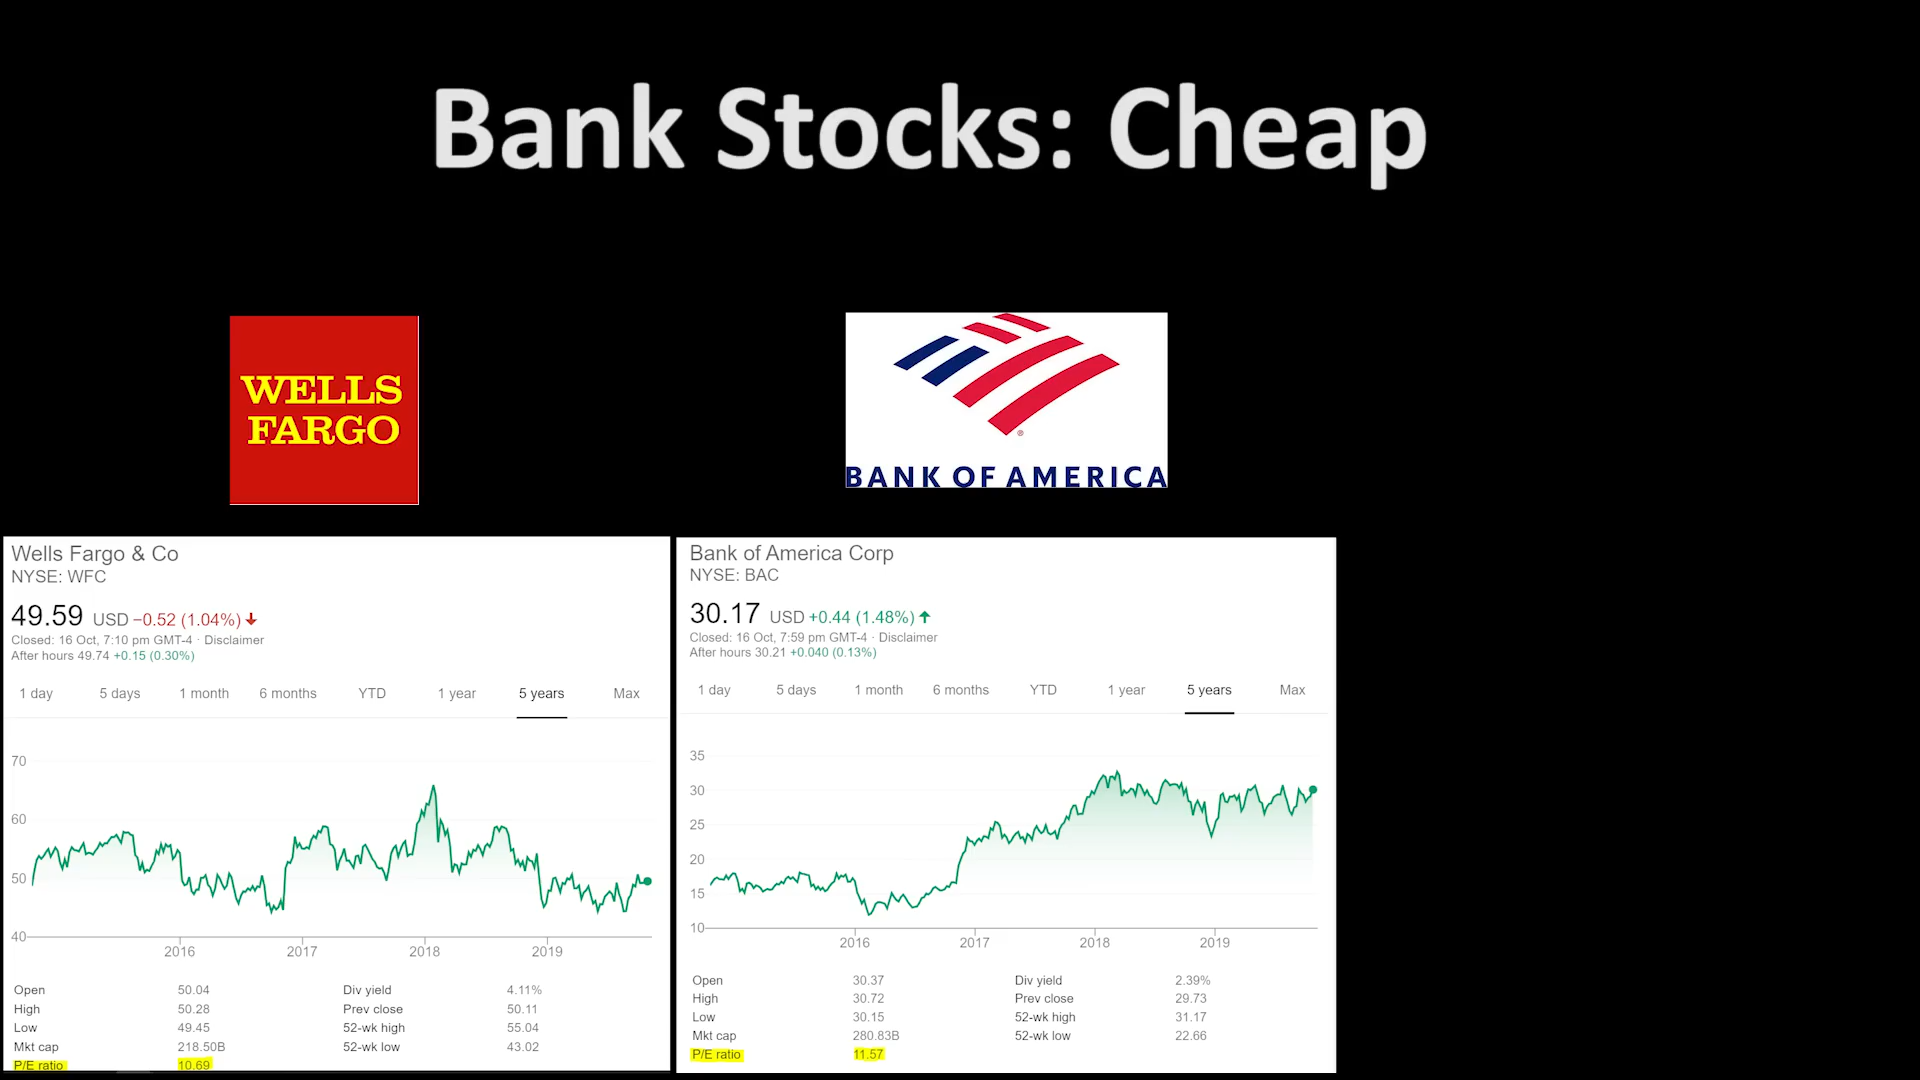 Bank Stocks: Cheap
WELLS
FARGO
BANK OF AMERICA
Wells Fargo & Co
NYSE: WFC
49.59 USD −0.52 (1.04%)
Closed: 16 Oct, 7:10 pm GMT-4 · Disclaimer
After hours 49.74 +0.15 (0.30%)
1 day 5 days 1 month 6 months YTD 1 year 5 years Max
70
60
50
40
2016 2017 2018 2019
Open 50.04 Div yield 4.11%
High 50.28 Prev close 50.11
Low 49.45 52-wk high 55.04
Mkt cap 218.50B 52-wk low 43.02
P/E ratio 10.69
Bank of America Corp
NYSE: BAC
30.17 USD +0.44 (1.48%)
Closed: 16 Oct, 7:59 pm GMT-4 · Disclaimer
After hours 30.21 +0.040 (0.13%)
1 day 5 days 1 month 6 months YTD 1 year 5 years Max
35
30
25
20
15
10
2016 2017 2018 2019
Open 30.37 Div yield 2.39%
High 30.72 Prev close 29.73
Low 30.15 52-wk high 31.17
Mkt cap 280.83B 52-wk low 22.66
P/E ratio 11.57